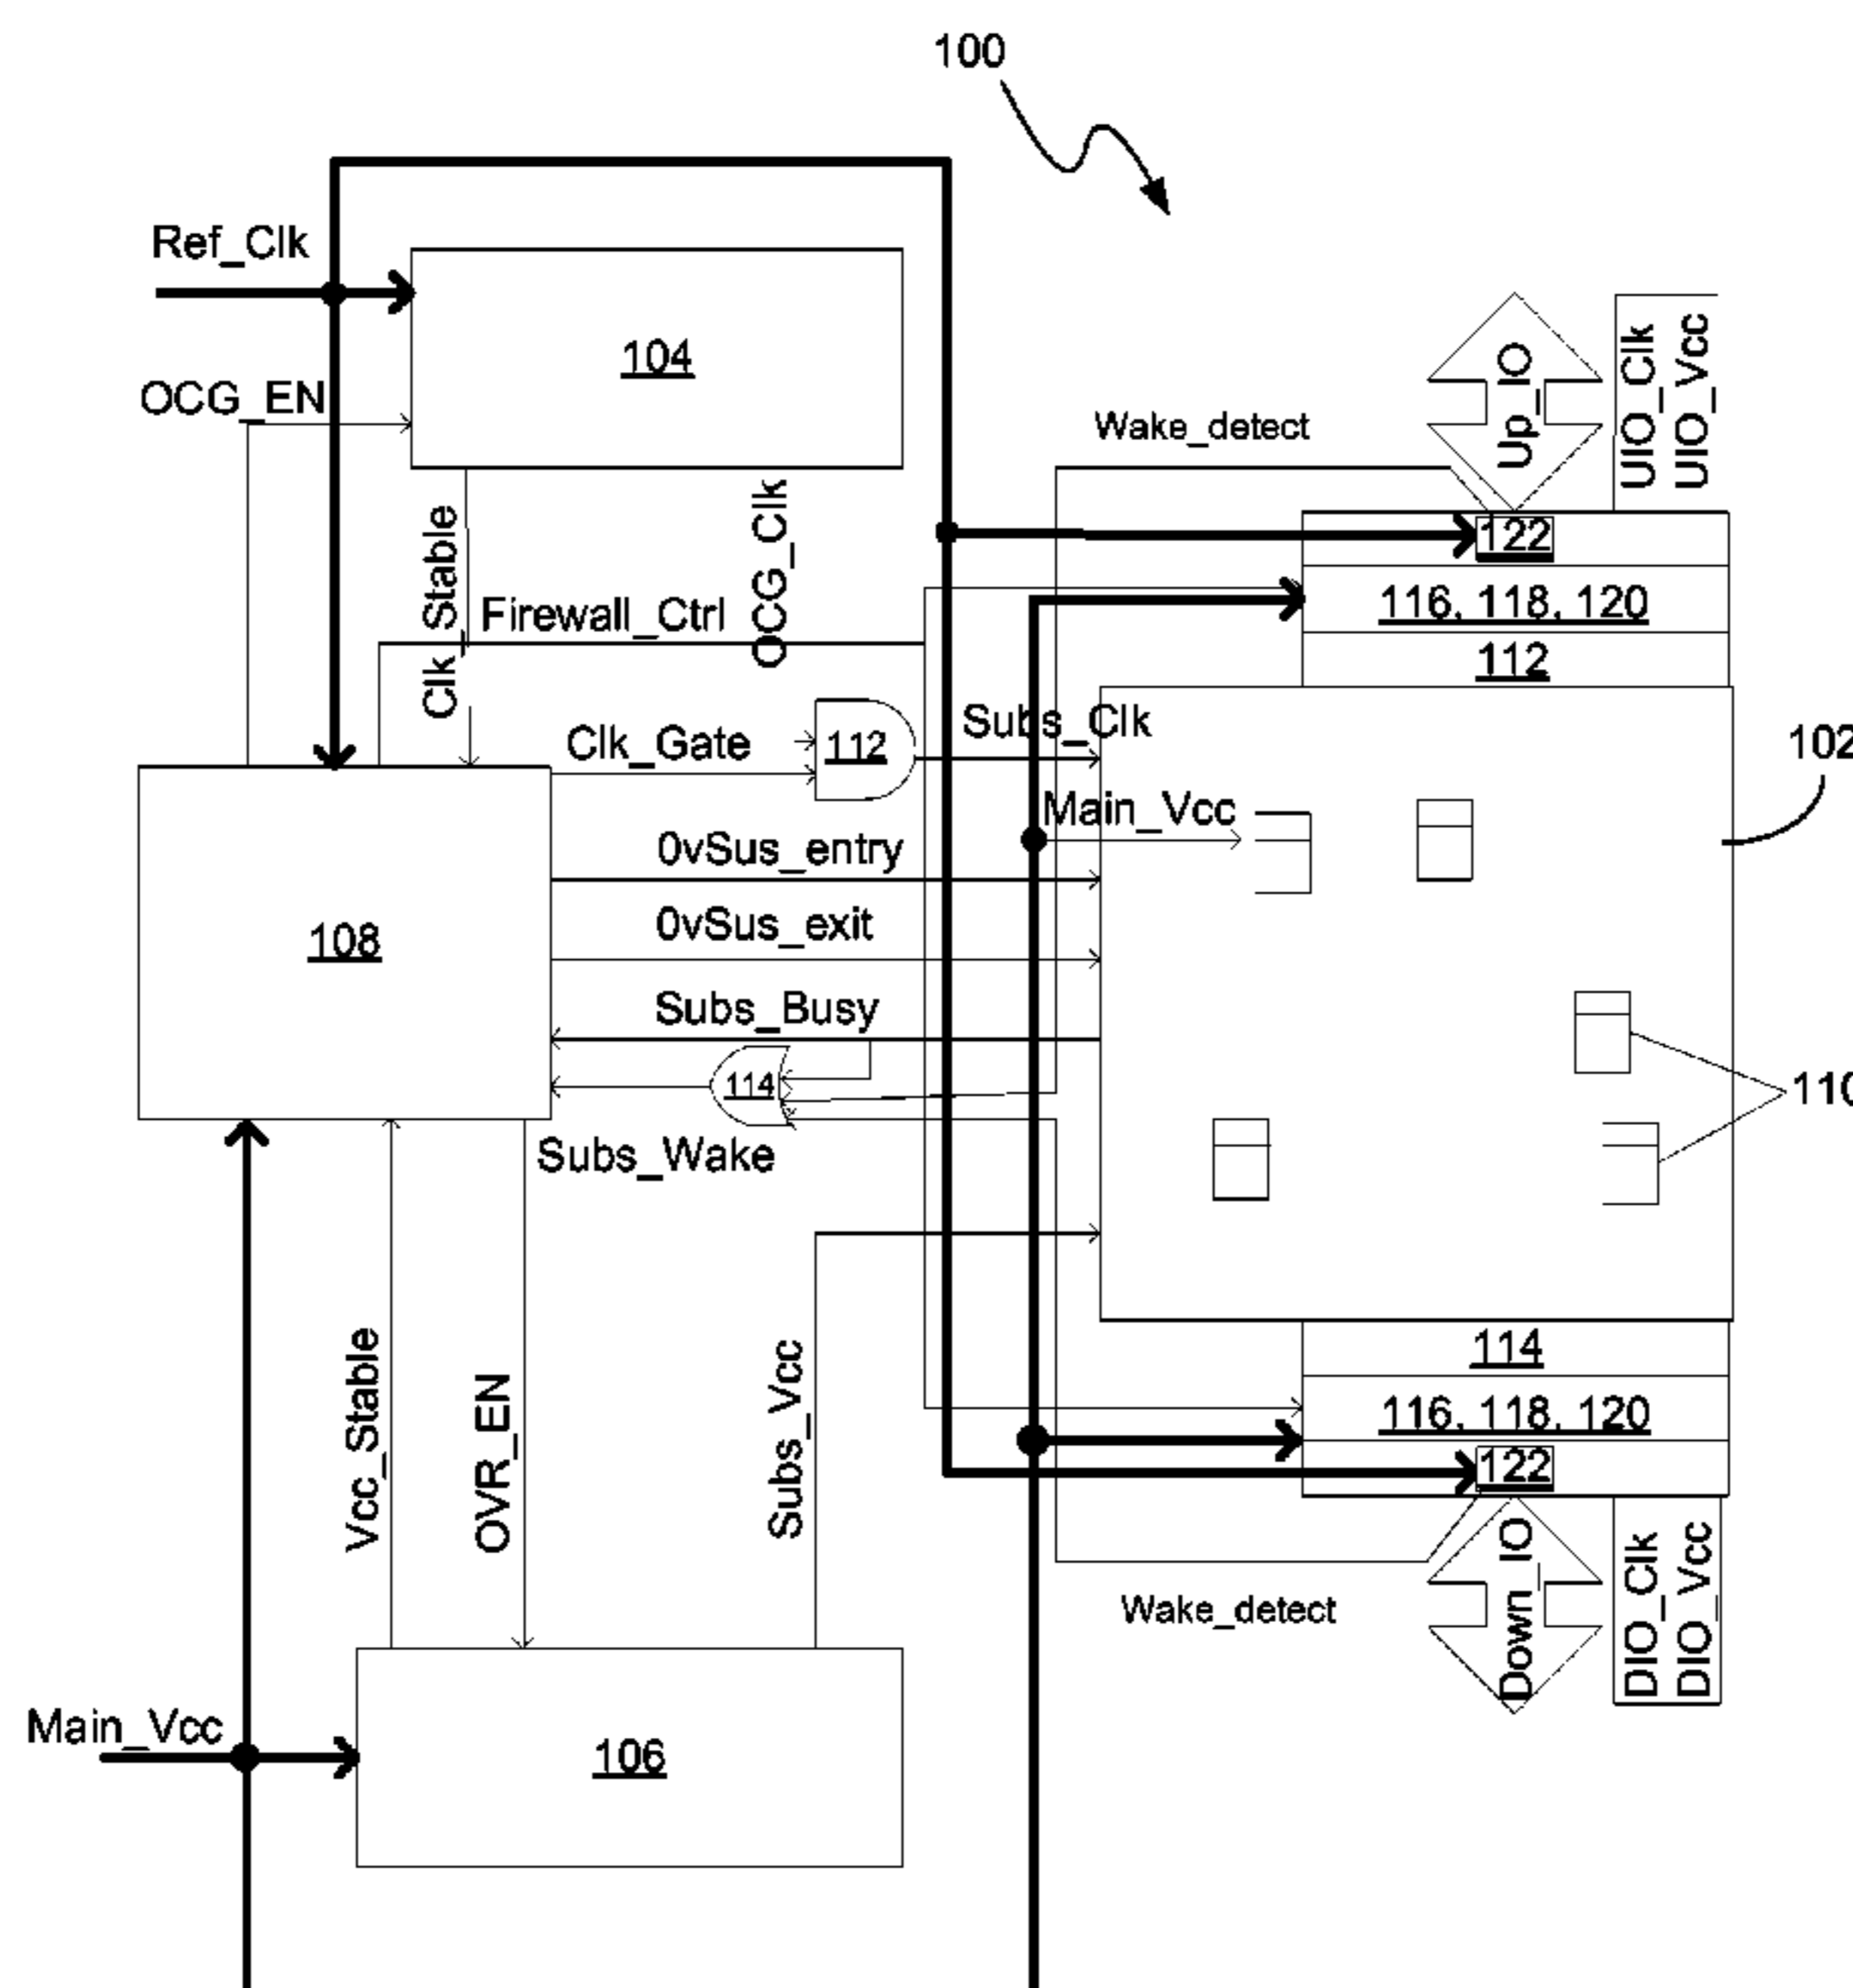 100
Ref_Clk
104
OCG_EN
Wake_detect
Up_IO
UIO_Clk
UIO_Vcc
122
Clk_Stable
OCG_Clk
Firewall_Ctrl
116, 118, 120
112
Clk_Gate
112
Subs_Clk
102
Main_Vcc
0vSus_entry
108
0vSus_exit
Subs_Busy
114
110
Subs_Wake
Vcc_Stable
OVR_EN
Subs_Vcc
114
116, 118, 120
122
Down_IO
DIO_Clk
DIO_Vcc
Wake_detect
Main_Vcc
106